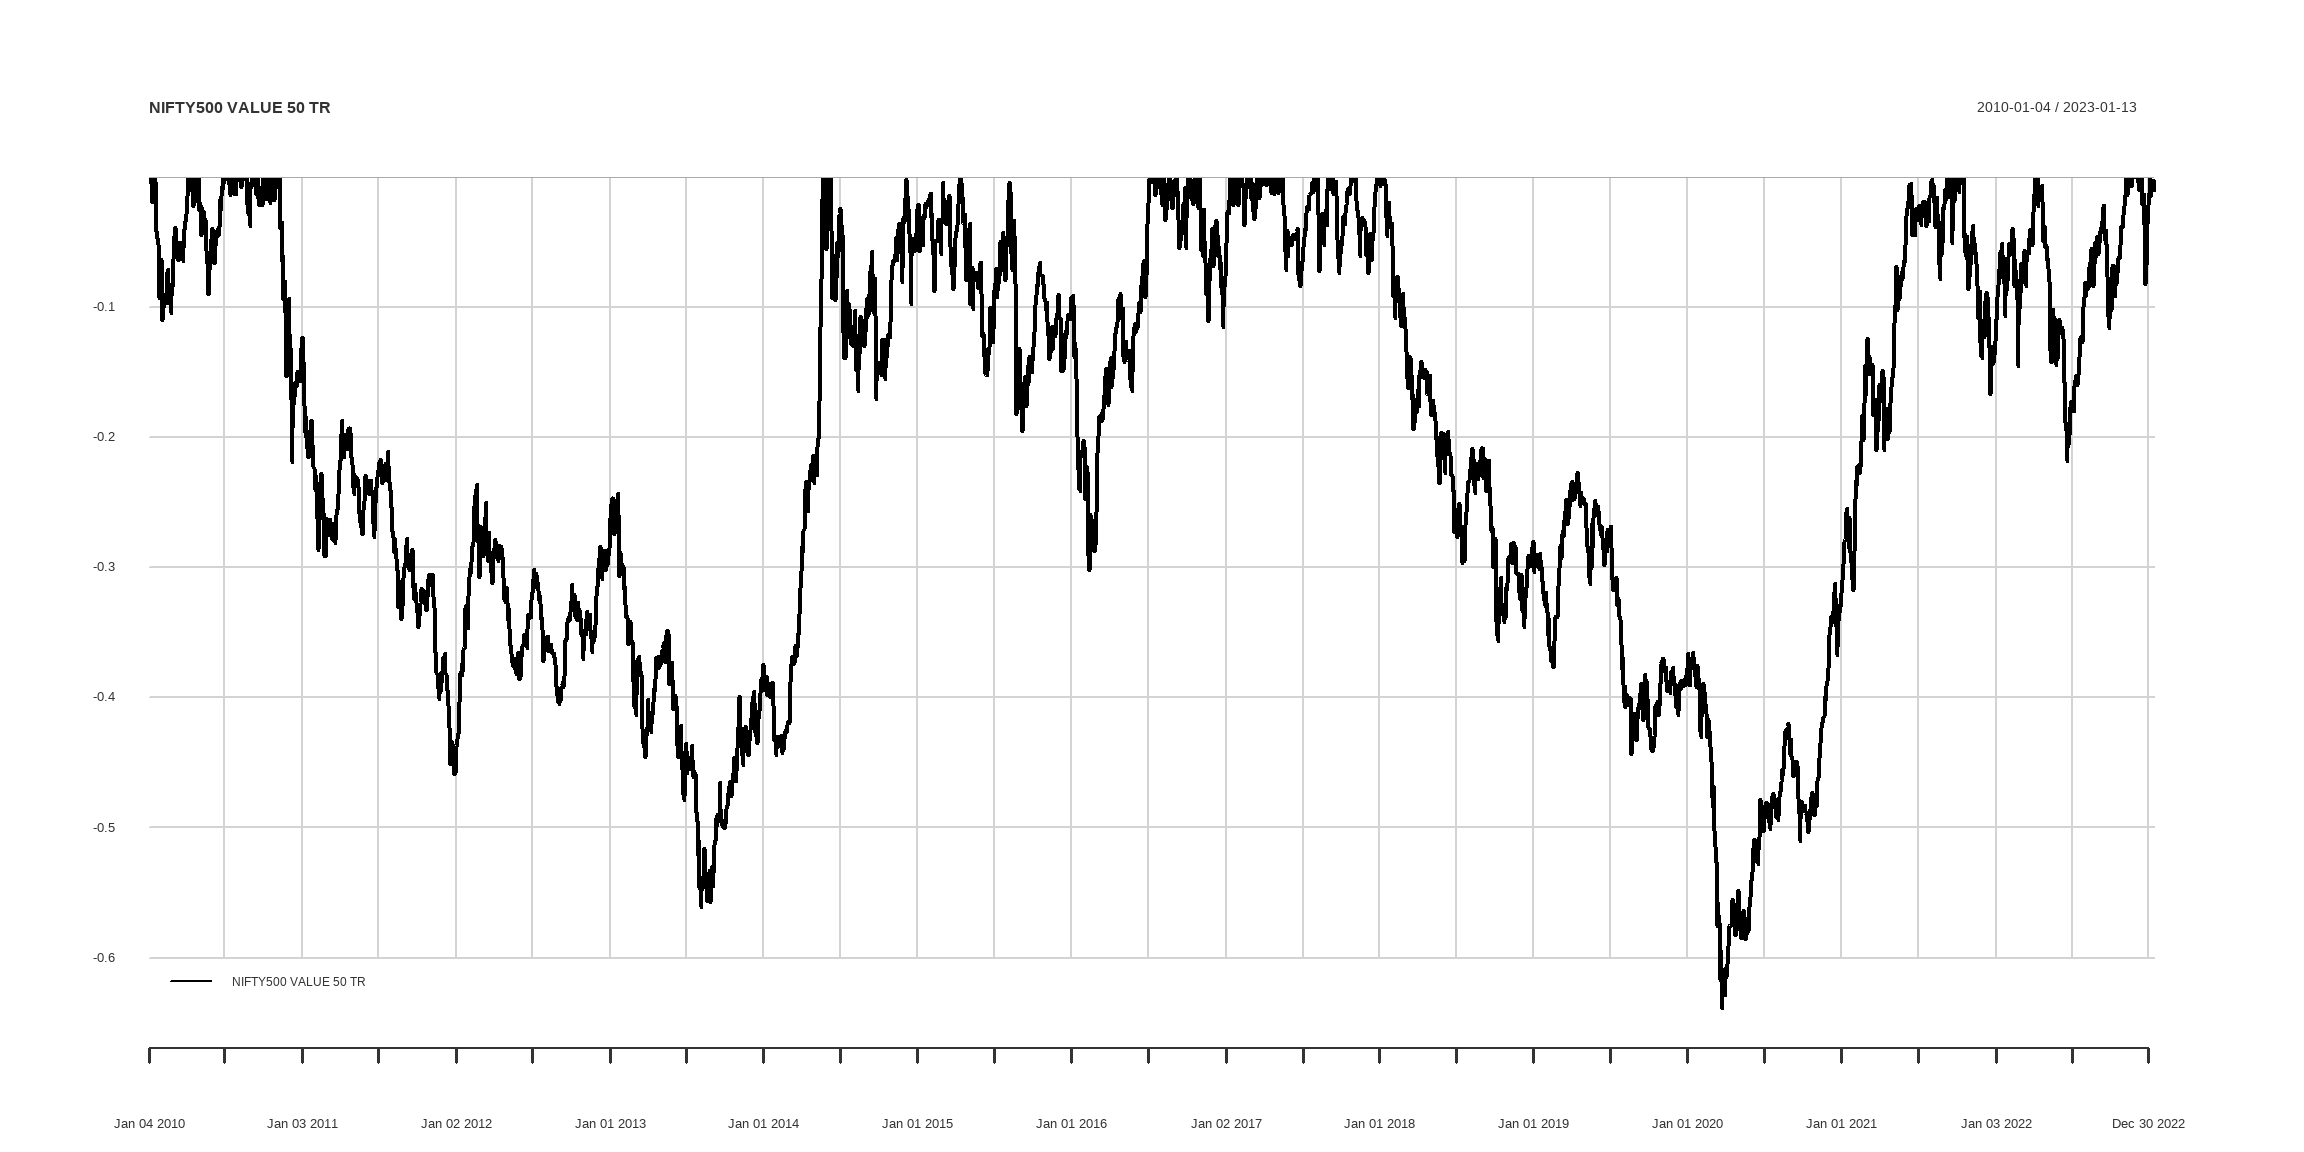 NIFTY500 VALUE 50 TR
2010-01-04 / 2023-01-13
-0.1
-0.2
-0.3
-0.4
-0.5
-0.6
NIFTY500 VALUE 50 TR
Jan 04 2010
Jan 03 2011
Jan 02 2012
Jan 01 2013
Jan 01 2014
Jan 01 2015
Jan 01 2016
Jan 02 2017
Jan 01 2018
Jan 01 2019
Jan 01 2020
Jan 01 2021
Jan 03 2022
Dec 30 2022